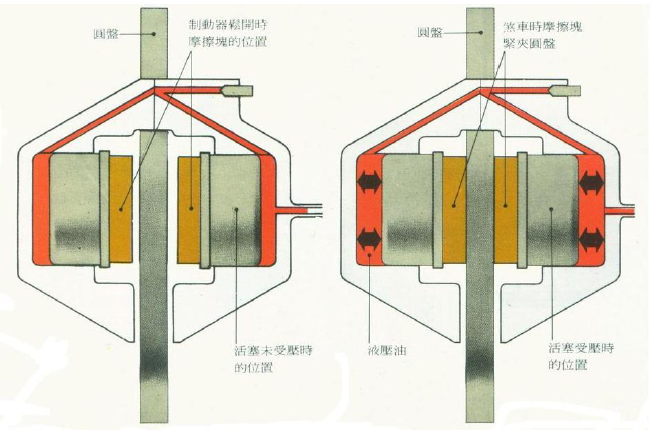 圓盤
制動器鬆開時
摩擦塊的位置
活塞未受壓時
的位置
圓盤
煞車時摩擦塊
緊夾圓盤
液壓油
活塞受壓時
的位置